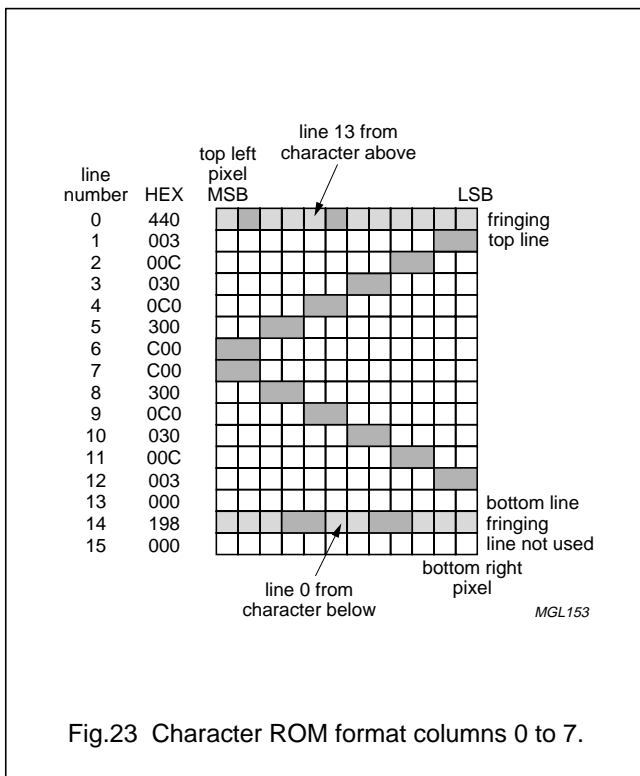 line 13 from
character above
top left
pixel
line
number HEX MSB LSB
0 440 fringing
1 003 top line
2 00C
3 030
4 0C0
5 300
6 C00
7 C00
8 300
9 0C0
10 030
11 00C
12 003
13 000 bottom line
14 198 fringing
15 000 line not used
bottom right
pixel
line 0 from
character below
MGL153
Fig.23 Character ROM format columns 0 to 7.